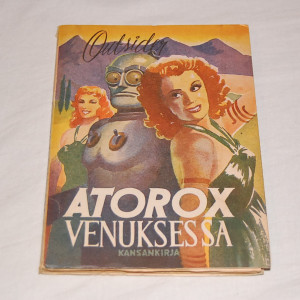 Outsider
ATOROX
VENUKSESSA
KANSANKIRJA